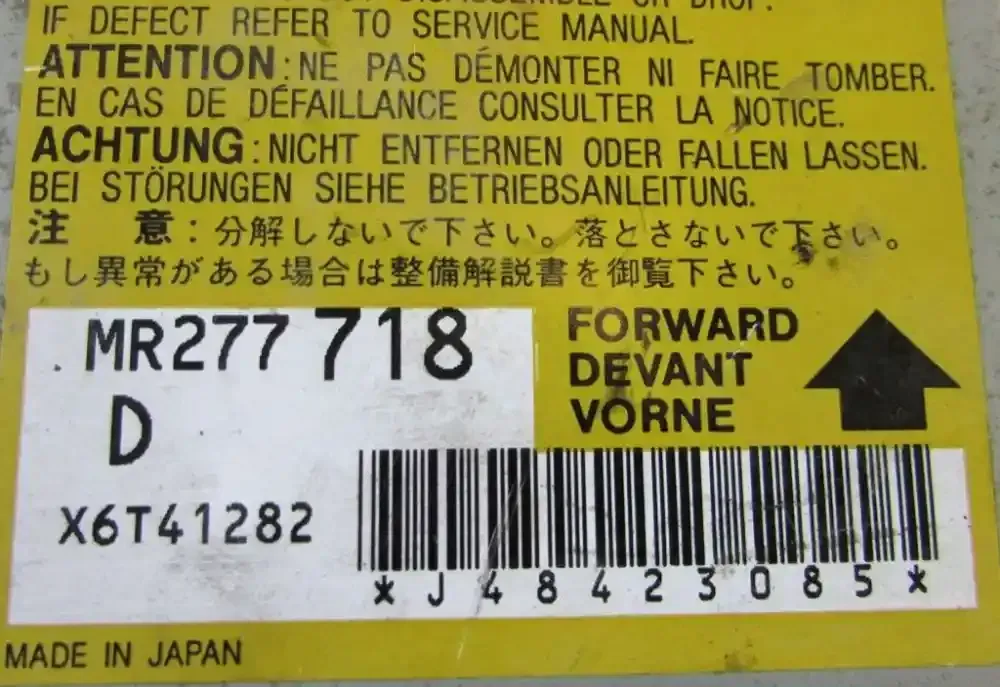 DISASSEMBLE OR DROP.
IF DEFECT REFER TO SERVICE MANUAL.
ATTENTION:NE PAS DÉMONTER NI FAIRE TOMBER.
EN CAS DE DÉFAILLANCE CONSULTER LA NOTICE.
ACHTUNG:NICHT ENTFERNEN ODER FALLEN LASSEN.
BEI STÖRUNGEN SIEHE BETRIEBSANLEITUNG.
注 意:分解しないで下さい。落とさないで下さい。
もし異常がある場合は整備解説書を御覧下さい。
MR277718
D
X6T41282
FORWARD
DEVANT
VORNE
*J48423085*
MADE IN JAPAN